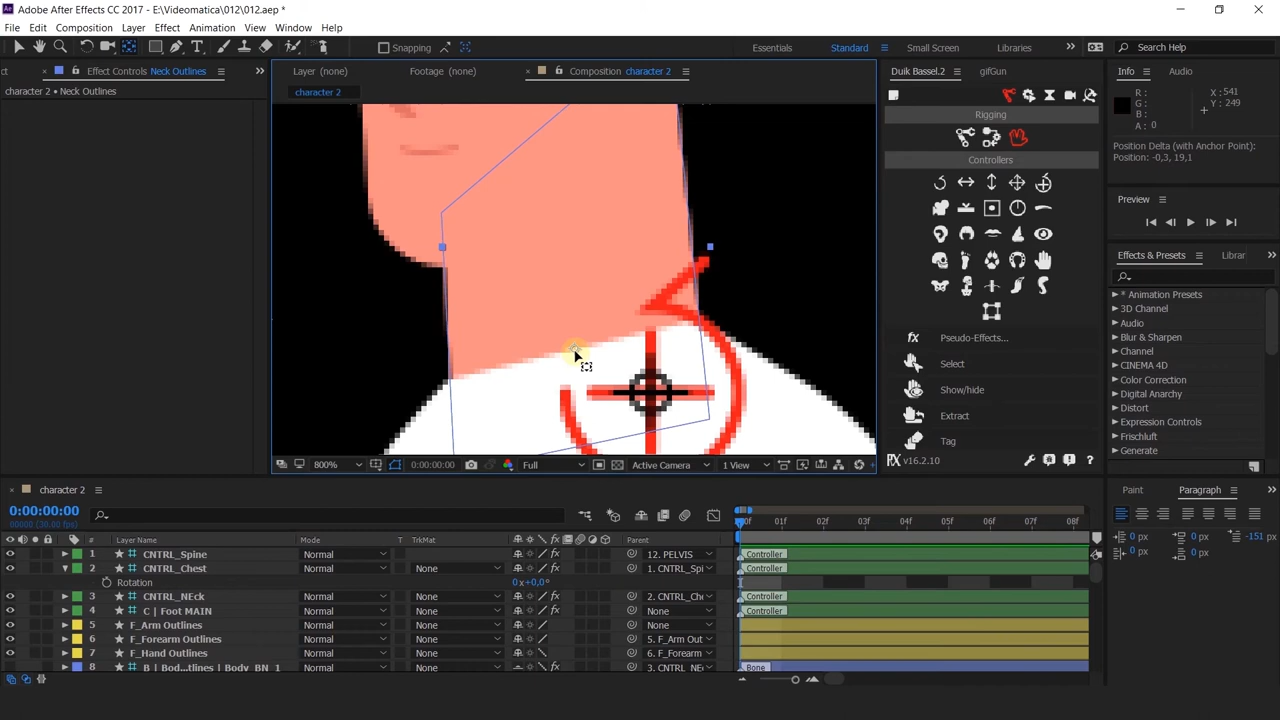 Adobe After Effects CC 2017 - E:\Videomatica\012\012.aep *
File Edit Composition Layer Effect Animation View Window Help
Snapping Essentials Standard Small Screen Libraries Search Help
ct Effect Controls Neck Outlines Layer (none) Footage (none) Composition character 2 Duik Bassel.2 gifGun Info Audio
character 2 • Neck Outlines character 2
R : X : 541
G : Y : 249
B :
A : 0
Rigging
Position Delta (with Anchor Point):
Position: -0,3, 19,1
Controllers
Preview
Effects & Presets Librar
* Animation Presets
3D Channel
Audio
Blur & Sharpen
fx Pseudo-Effects...
Channel
CINEMA 4D
Select
Color Correction
Digital Anarchy
Show/hide
Distort
Expression Controls
Extract
Frischluft
Tag
Generate
v16.2.10
800% 0:00:00:00 Full Active Camera 1 View
character 2 Paint Paragraph
0:00:00:00
00000 (30.00 fps)
0f 01f 02f 03f 04f 05f 06f 07f 08f
0 px 0 px -151 px
0 px 0 px
# Layer Name Mode T TrkMat Parent
1 CNTRL_Spine Normal 12. PELVIS Controller
2 CNTRL_Chest Normal None 1. CNTRL_Spi Controller
Rotation 0x+0,0°
3 CNTRL_NEck Normal None 2. CNTRL_Che Controller
4 C | Foot MAIN Normal None None Controller
5 F_Arm Outlines Normal None None
6 F_Forearm Outlines Normal None 5. F_Arm Out
7 F_Hand Outlines Normal None 6. F_Forearm
8 B | Bod...tlines | Body_BN_1 Normal None 3. CNTRL_NEc Bone